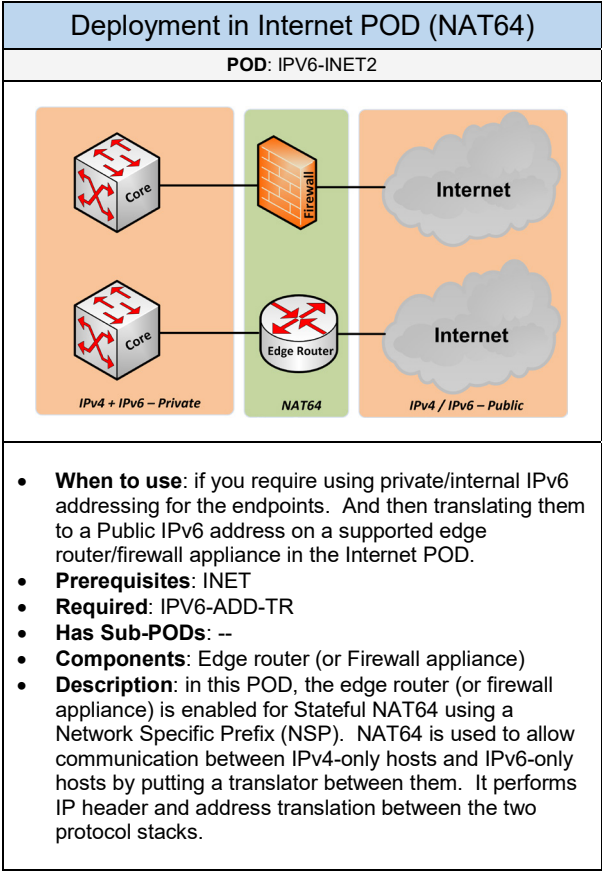 Deployment in Internet POD (NAT64)
POD: IPV6-INET2
Core
Firewall
Internet
Core
Edge Router
Internet
IPv4 + IPv6 – Private
NAT64
IPv4 / IPv6 – Public
• When to use: if you require using private/internal IPv6
addressing for the endpoints.  And then translating them
to a Public IPv6 address on a supported edge
router/firewall appliance in the Internet POD.
• Prerequisites: INET
• Required: IPV6-ADD-TR
• Has Sub-PODs: --
• Components: Edge router (or Firewall appliance)
• Description: in this POD, the edge router (or firewall
appliance) is enabled for Stateful NAT64 using a
Network Specific Prefix (NSP).  NAT64 is used to allow
communication between IPv4-only hosts and IPv6-only
hosts by putting a translator between them.  It performs
IP header and address translation between the two
protocol stacks.